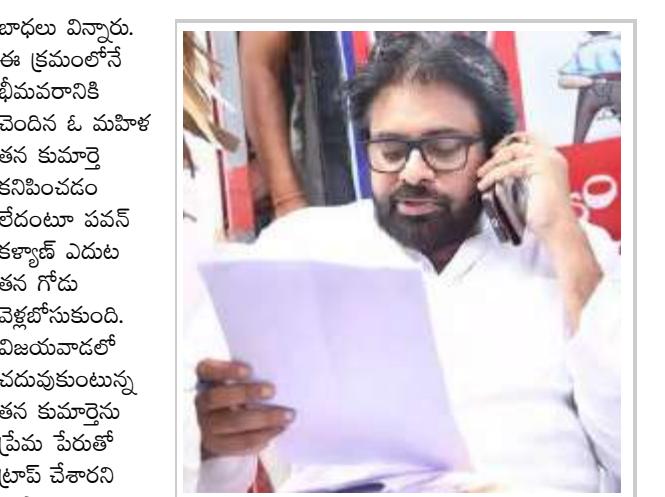 బాధలు విన్నారు.
ఈ క్రమంలోనే
భీమవరానికి
చెందిన ఓ మహిళ
తన కుమార్తె
కనిపించడం
లేదంటూ పవన్
కళ్యాణ్ ఎదుట
తన గోడు
వెళ్లబోసుకుంది.
విజయవాడలో
చదువుకుంటున్న
తన కుమార్తెను
ప్రేమ పేరుతో
ట్రాప్ చేశారని